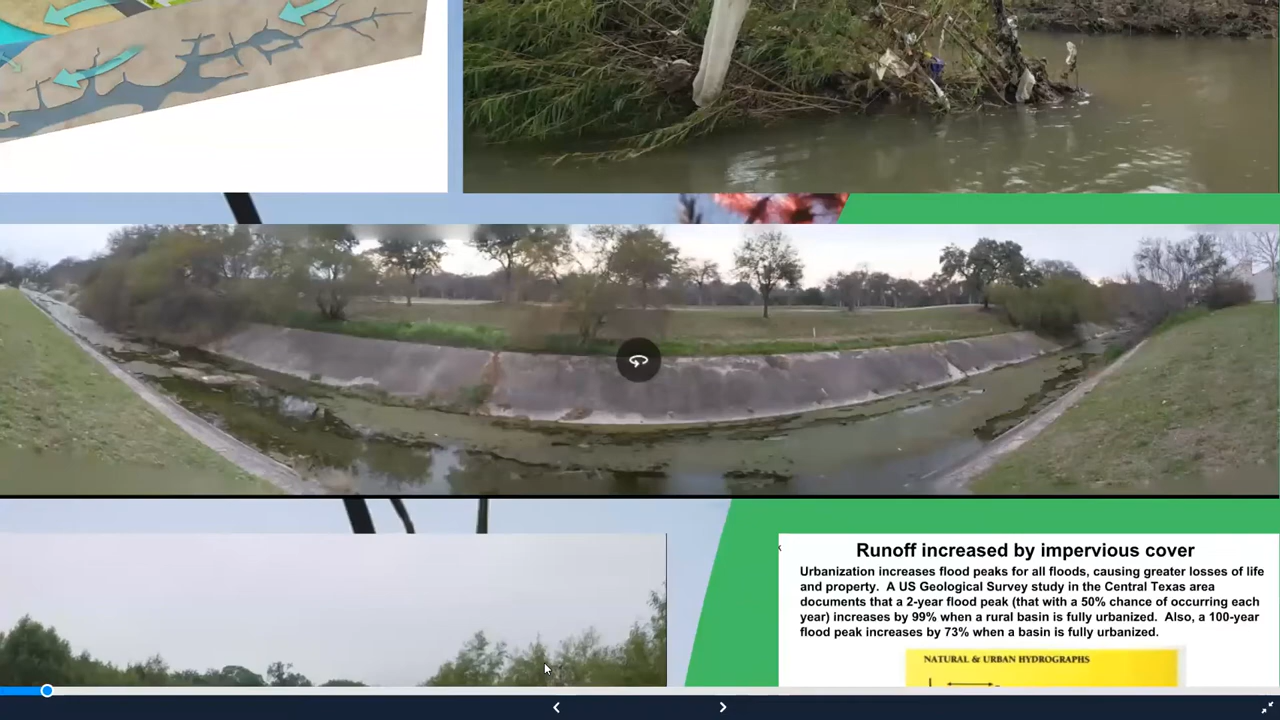 Runoff increased by impervious cover
Urbanization increases flood peaks for all floods, causing greater losses of life
and property. A US Geological Survey study in the Central Texas area
documents that a 2-year flood peak (that with a 50% chance of occurring each
year) increases by 99% when a rural basin is fully urbanized. Also, a 100-year
flood peak increases by 73% when a basin is fully urbanized.
NATURAL & URBAN HYDROGRAPHS